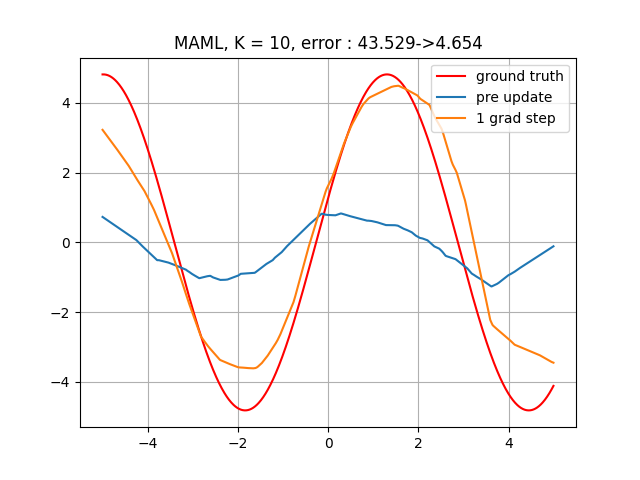 MAML, K = 10, error : 43.529->4.654
ground truth
pre update
1 grad step
4
2
0
−2
−4
−4 −2 0 2 4